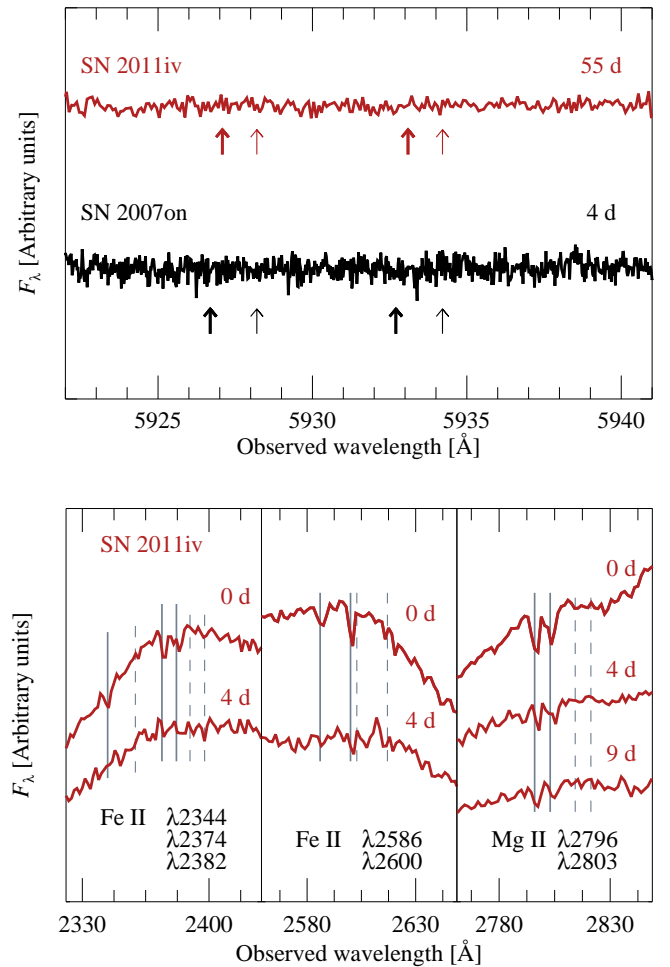 SN 2011iv 55 d
SN 2007on 4 d
F_λ [Arbitrary units]
5925 5930 5935 5940
Observed wavelength [Å]
SN 2011iv
0 d 0 d 0 d
4 d 4 d 4 d
9 d
Fe II λ2344
λ2374
λ2382
Fe II λ2586
λ2600
Mg II λ2796
λ2803
F_λ [Arbitrary units]
2330 2400 2580 2630 2780 2830
Observed wavelength [Å]